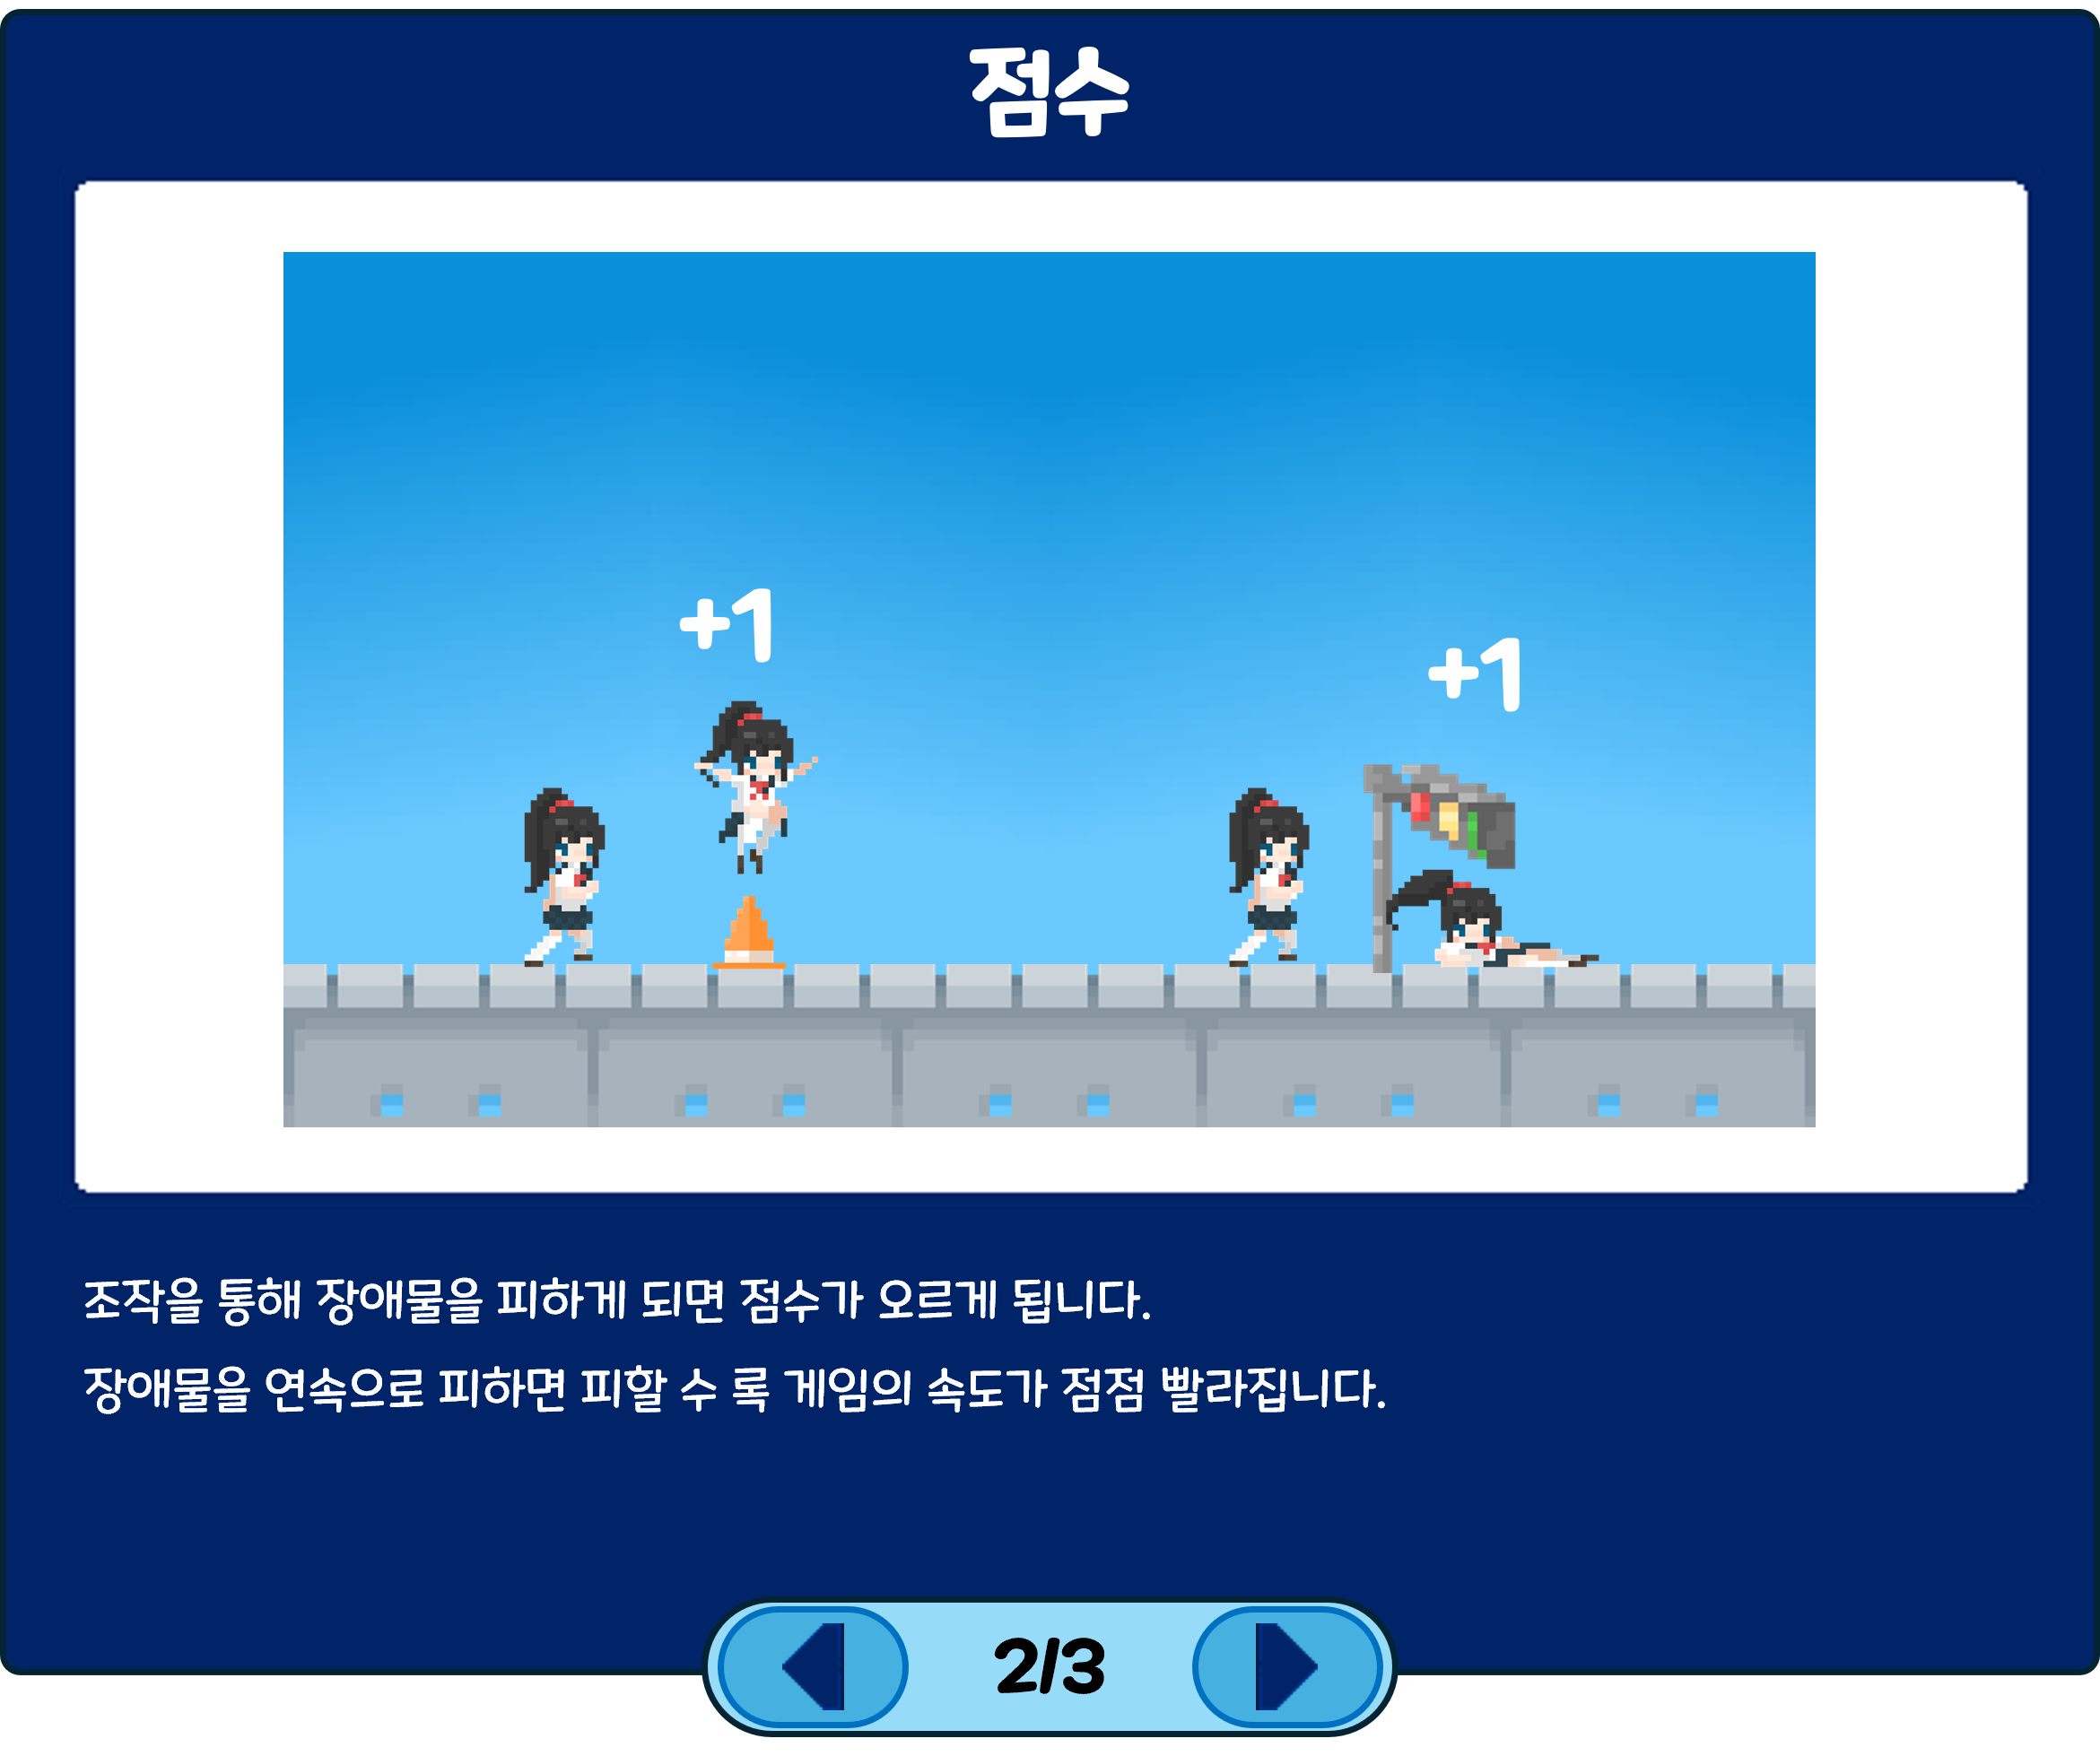 점수
+1
+1
조작을 통해 장애물을 피하게 되면 점수가 오르게 됩니다.
장애물을 연속으로 피하면 피할 수 록 게임의 속도가 점점 빨라집니다.
2/3